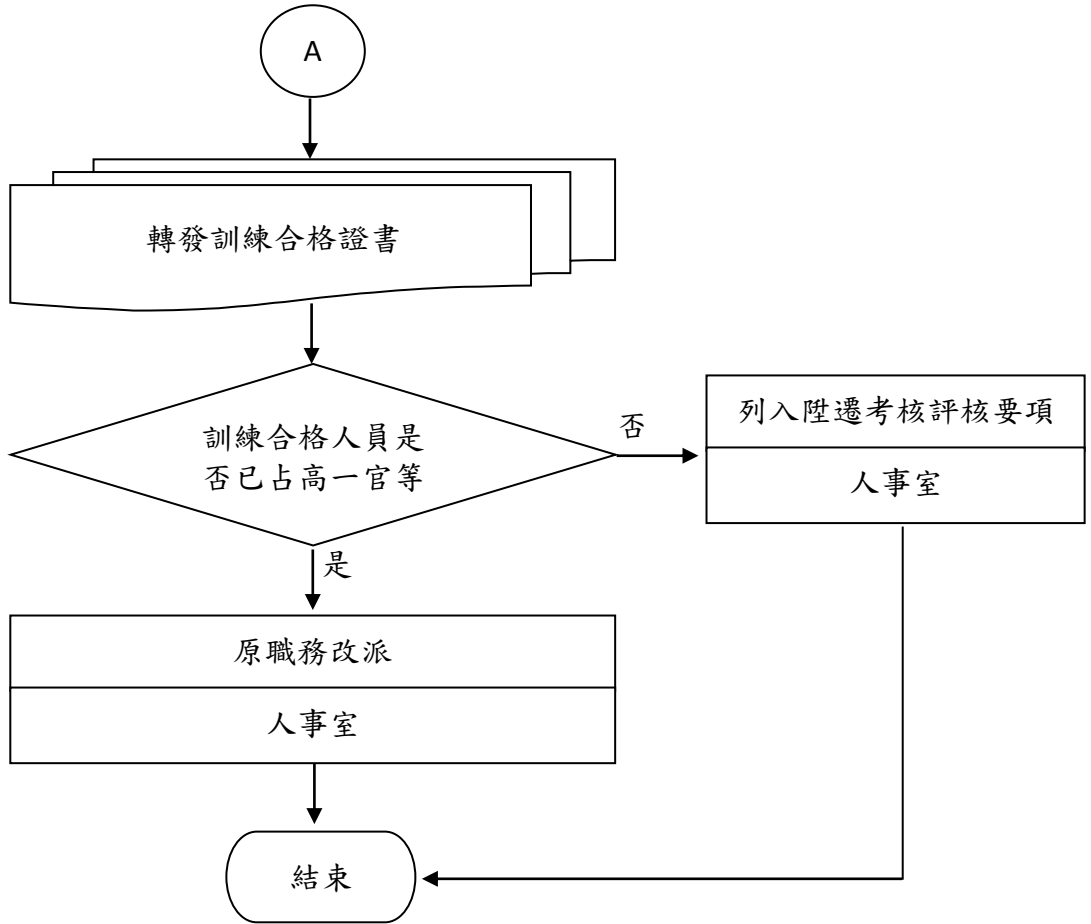 A
轉發訓練合格證書
訓練合格人員是
否已占高一官等
否
列入陞遷考核評核要項
人事室
是
原職務改派
人事室
結束